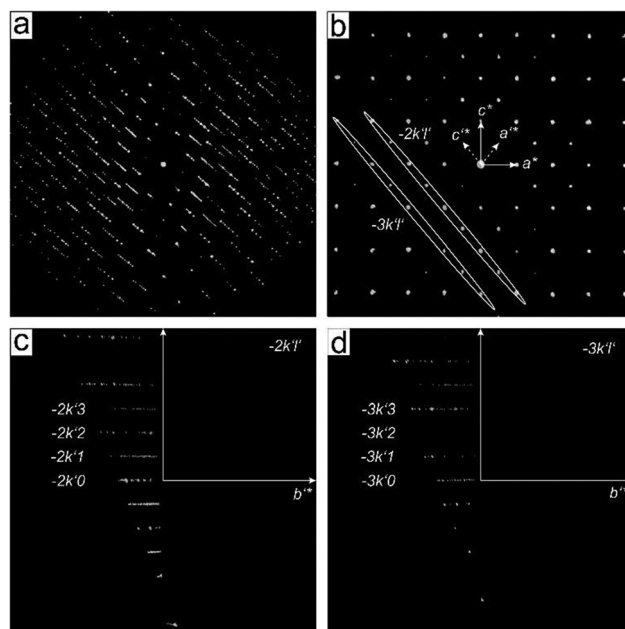 a
b
c*
-2k'l'
c'*
a'*
a*
-3k'l'
c
-2k'l'
-2k'3
-2k'2
-2k'1
-2k'0
b'*
d
-3k'l'
-3k'3
-3k'2
-3k'1
-3k'0
b'*